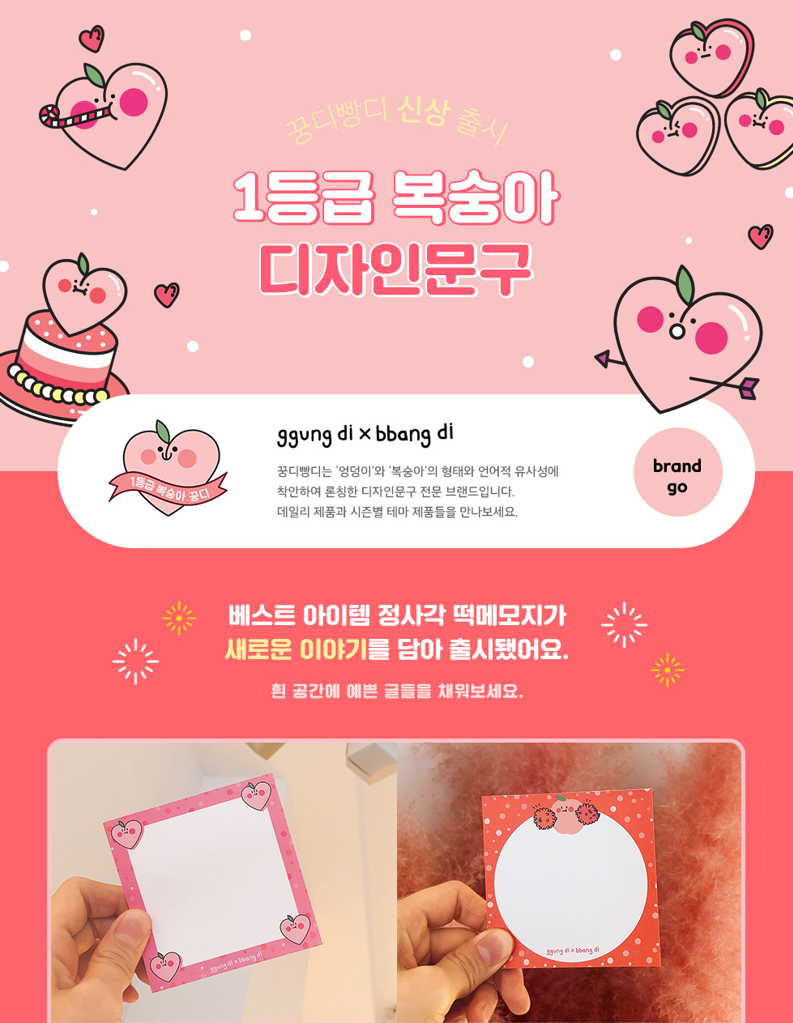 꿍디빵디 신상 출시
1등급 복숭아
디자인문구
ggung di × bbang di
꿍디빵디는 '엉덩이'와 '복숭아'의 형태와 언어적 유사성에
착안하여 론칭한 디자인문구 전문 브랜드입니다.
데일리 제품과 시즌별 테마 제품들을 만나보세요.
1등급 복숭아 꿍디
brand
go
베스트 아이템 정사각 떡메모지가
새로운 이야기를 담아 출시됐어요.
흰 공간에 예쁜 글들을 채워보세요.
ggung di × bbang di
ggung di × bbang di